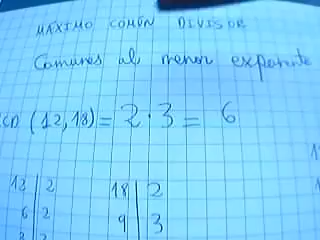 MÁXIMO COMÚN DIVISOR
Comunes al menor exponente
CD (12,18) = 2 · 3 = 6
12 | 2 18 | 2
6 | 2 9 | 3